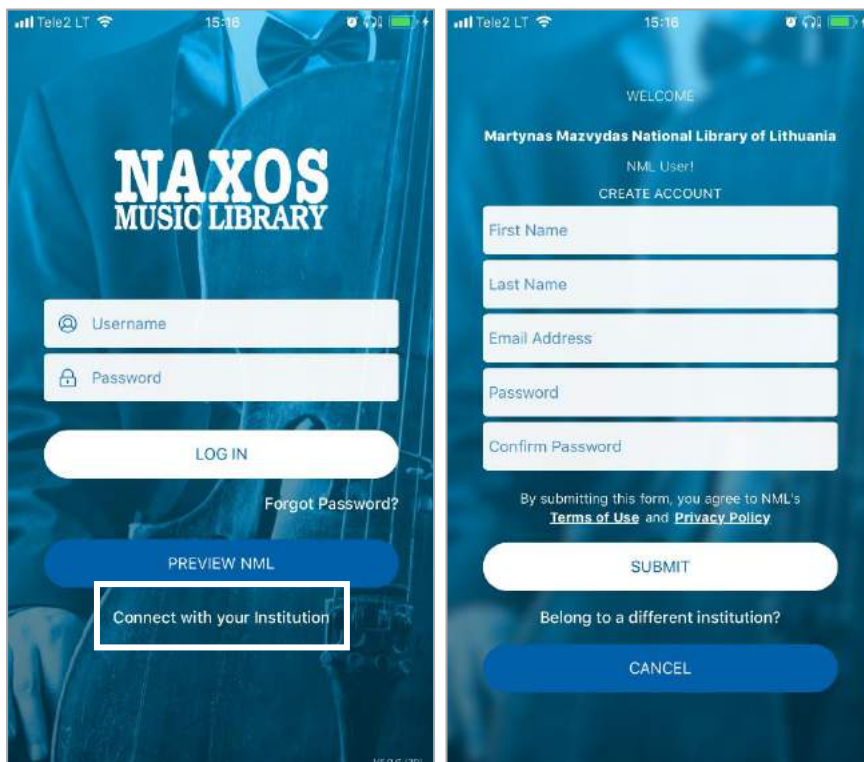 Tele2 LT 15:16
NAXOS
MUSIC LIBRARY
Username
Password
LOG IN
Forgot Password?
PREVIEW NML
Connect with your Institution
Tele2 LT 15:16
WELCOME
Martynas Mazvydas National Library of Lithuania
NML User!
CREATE ACCOUNT
First Name
Last Name
Email Address
Password
Confirm Password
By submitting this form, you agree to NML's
Terms of Use and Privacy Policy
SUBMIT
Belong to a different institution?
CANCEL